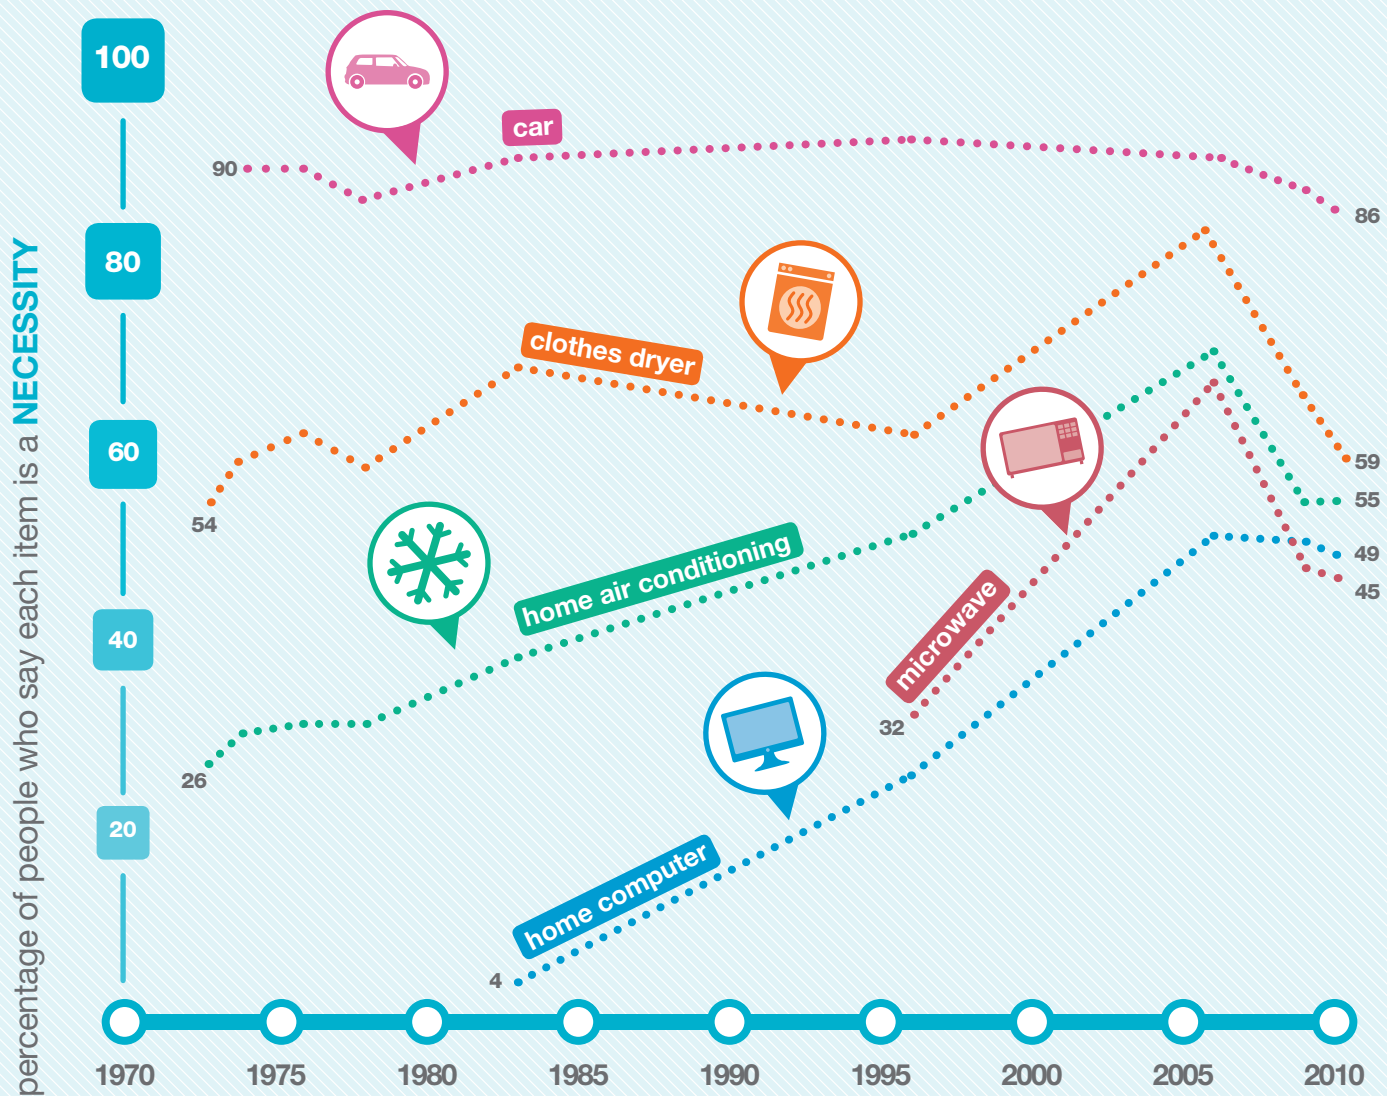 percentage of people who say each item is a NECESSITY
100
80
60
40
20
car
90
86
clothes dryer
54
59
home air conditioning
26
55
microwave
32
45
home computer
4
49
1970 1975 1980 1985 1990 1995 2000 2005 2010